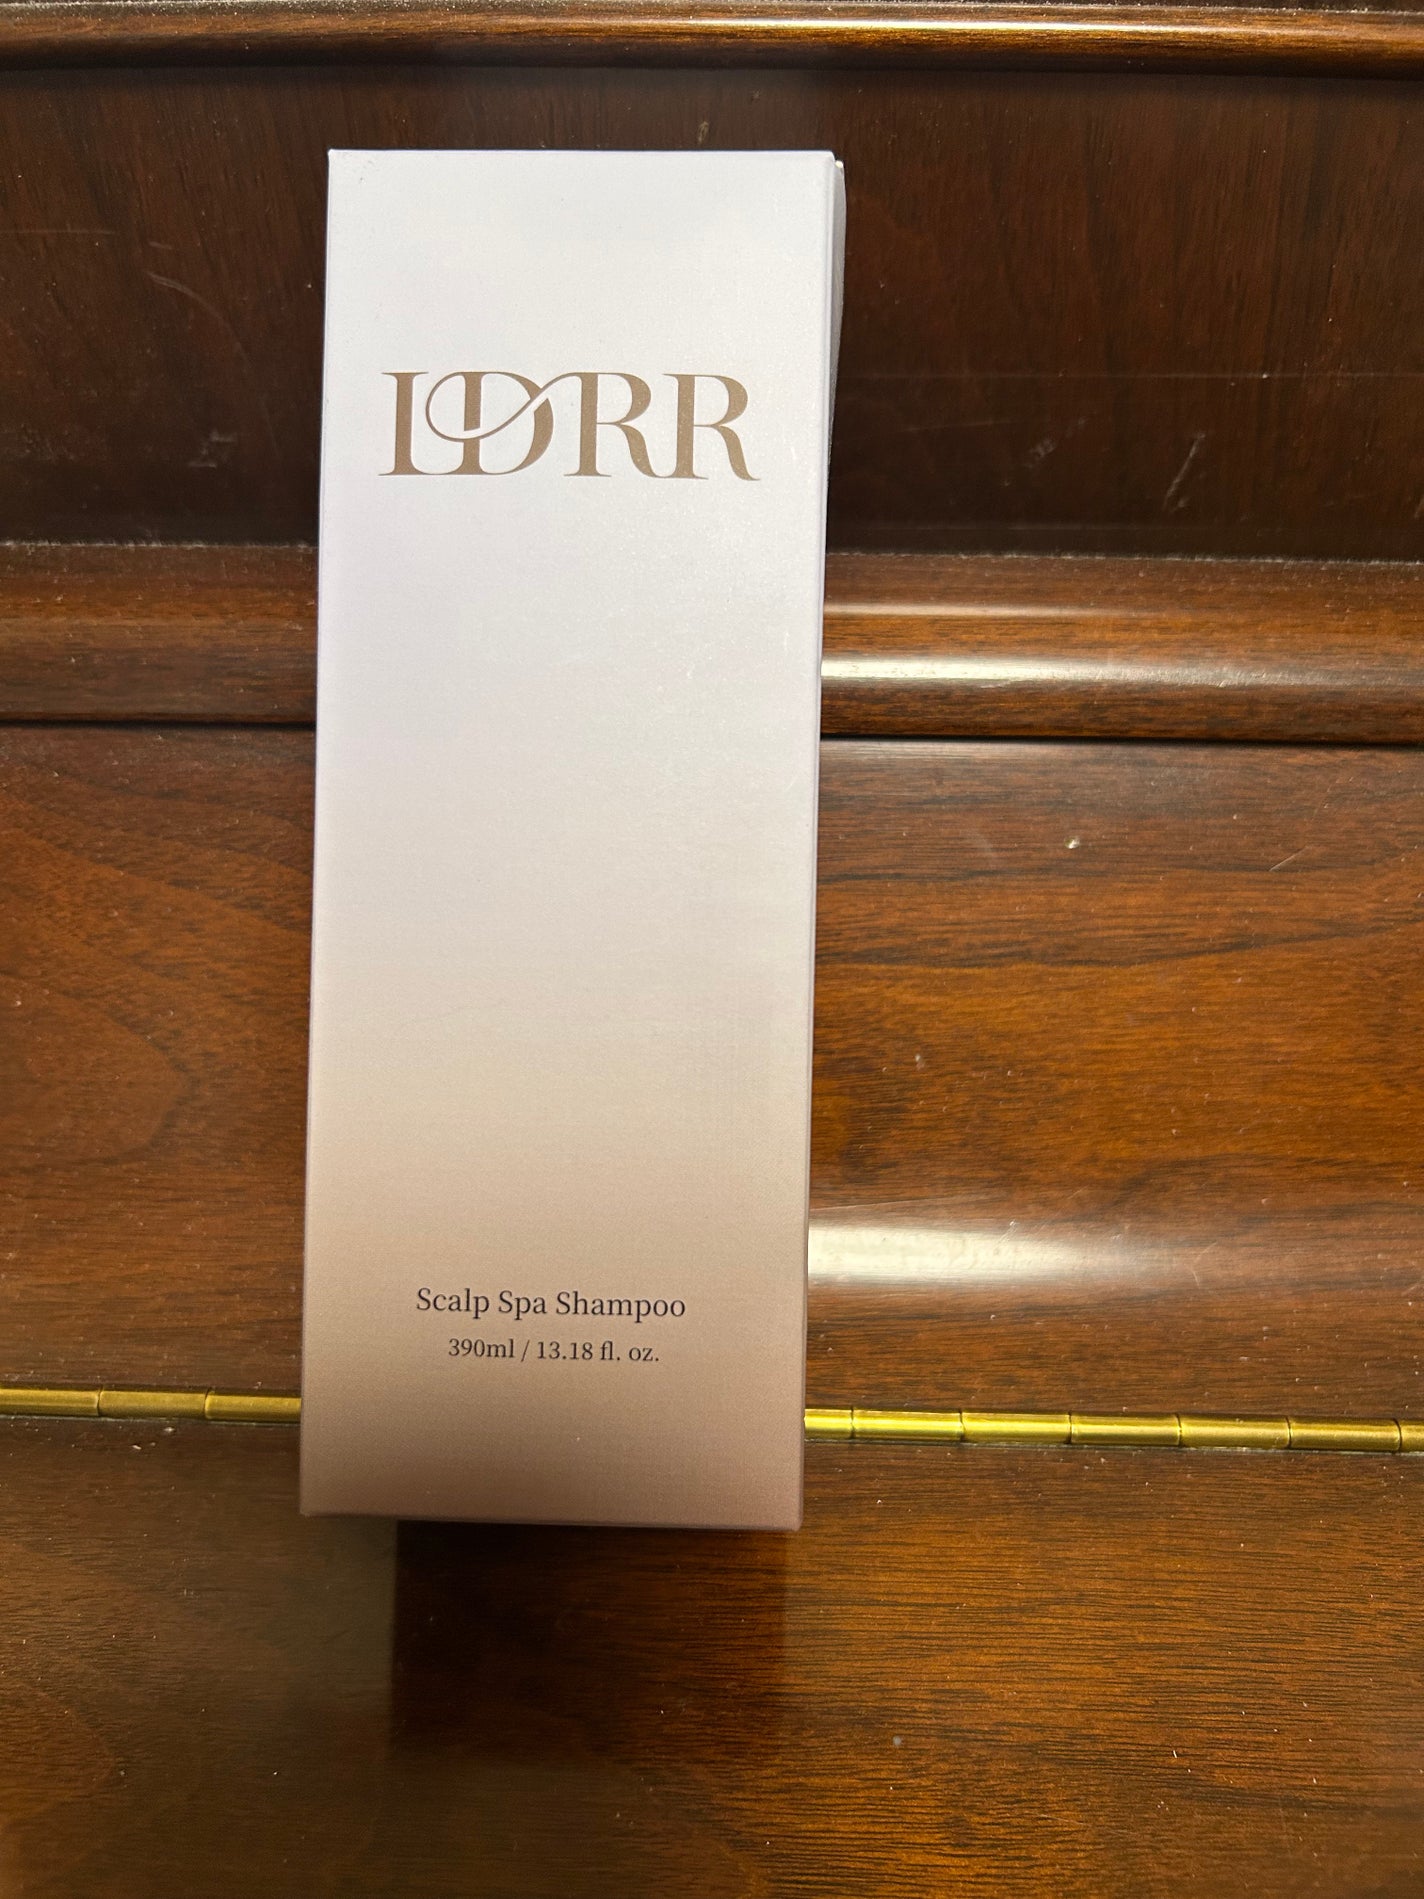 LDRR
Scalp Spa Shampoo
390ml / 13.18 fl. oz.